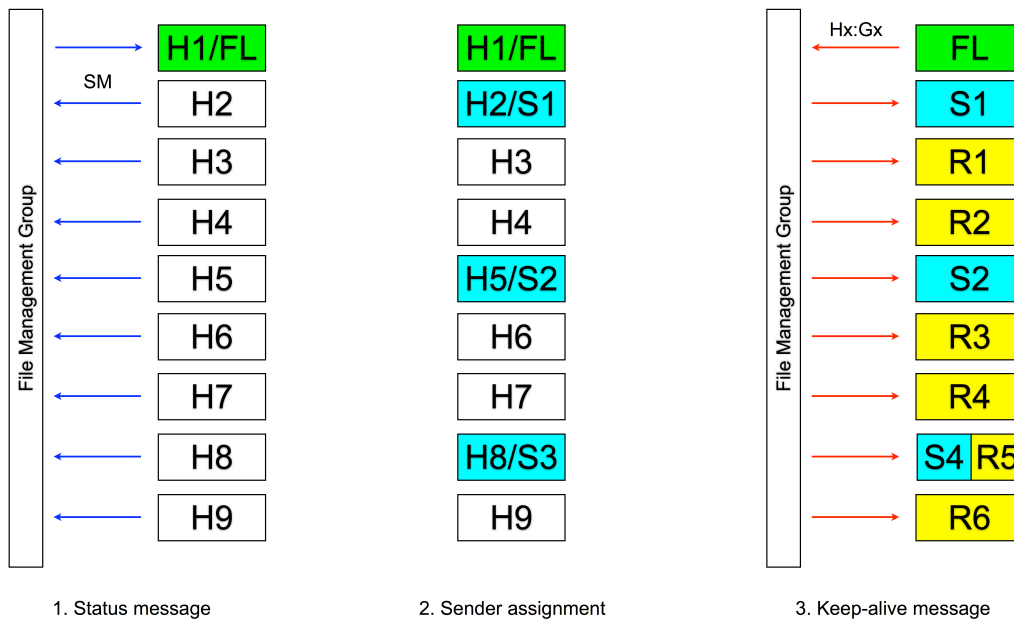 File Management Group
SM
H1/FL
H2
H3
H4
H5
H6
H7
H8
H9
1. Status message
H1/FL
H2/S1
H3
H4
H5/S2
H6
H7
H8/S3
H9
2. Sender assignment
File Management Group
Hx:Gx
FL
S1
R1
R2
S2
R3
R4
S4 R5
R6
3. Keep-alive message